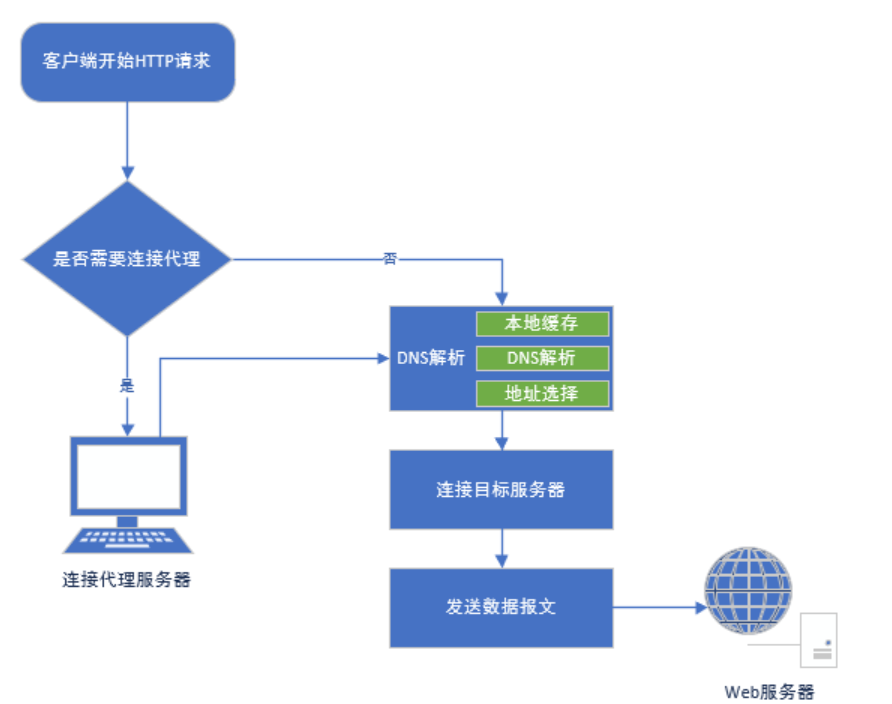 客户端开始HTTP请求
是否需要连接代理
否
本地缓存
DNS解析
DNS解析
地址选择
是
连接目标服务器
连接代理服务器
发送数据报文
Web服务器